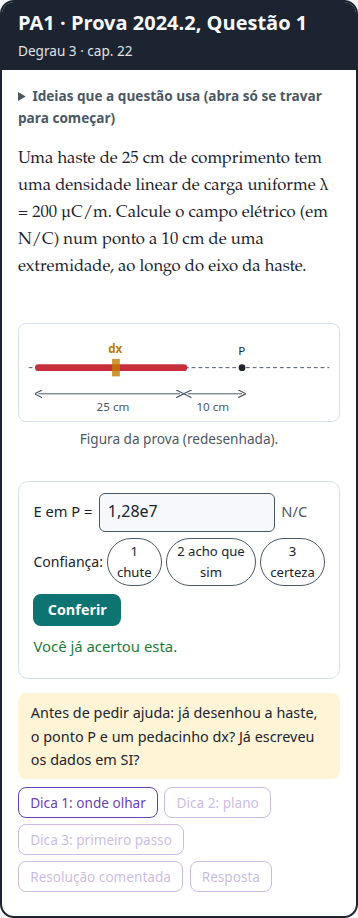 PA1 · Prova 2024.2, Questão 1
Degrau 3 · cap. 22
▶ Ideias que a questão usa (abra só se travar
para começar)
Uma haste de 25 cm de comprimento tem
uma densidade linear de carga uniforme λ
= 200 μC/m. Calcule o campo elétrico (em
N/C) num ponto a 10 cm de uma
extremidade, ao longo do eixo da haste.
dx
P
25 cm
10 cm
Figura da prova (redesenhada).
E em P = 1,28e7 N/C
Confiança: 1 chute 2 acho que sim 3 certeza
Conferir
Você já acertou esta.
Antes de pedir ajuda: já desenhou a haste,
o ponto P e um pedacinho dx? Já escreveu
os dados em SI?
Dica 1: onde olhar Dica 2: plano
Dica 3: primeiro passo
Resolução comentada Resposta